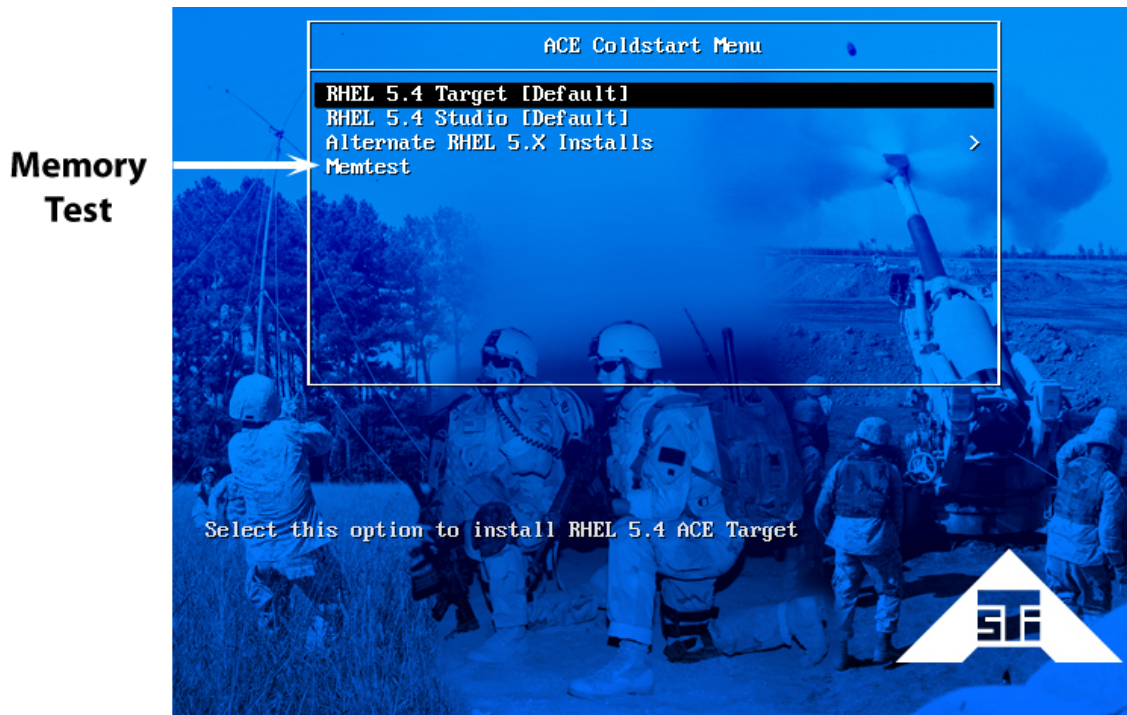 ACE Coldstart Menu
RHEL 5.4 Target [Default]
RHEL 5.4 Studio [Default]
Alternate RHEL 5.X Installs >
Memtest
Memory
Test
Select this option to install RHEL 5.4 ACE Target
STi